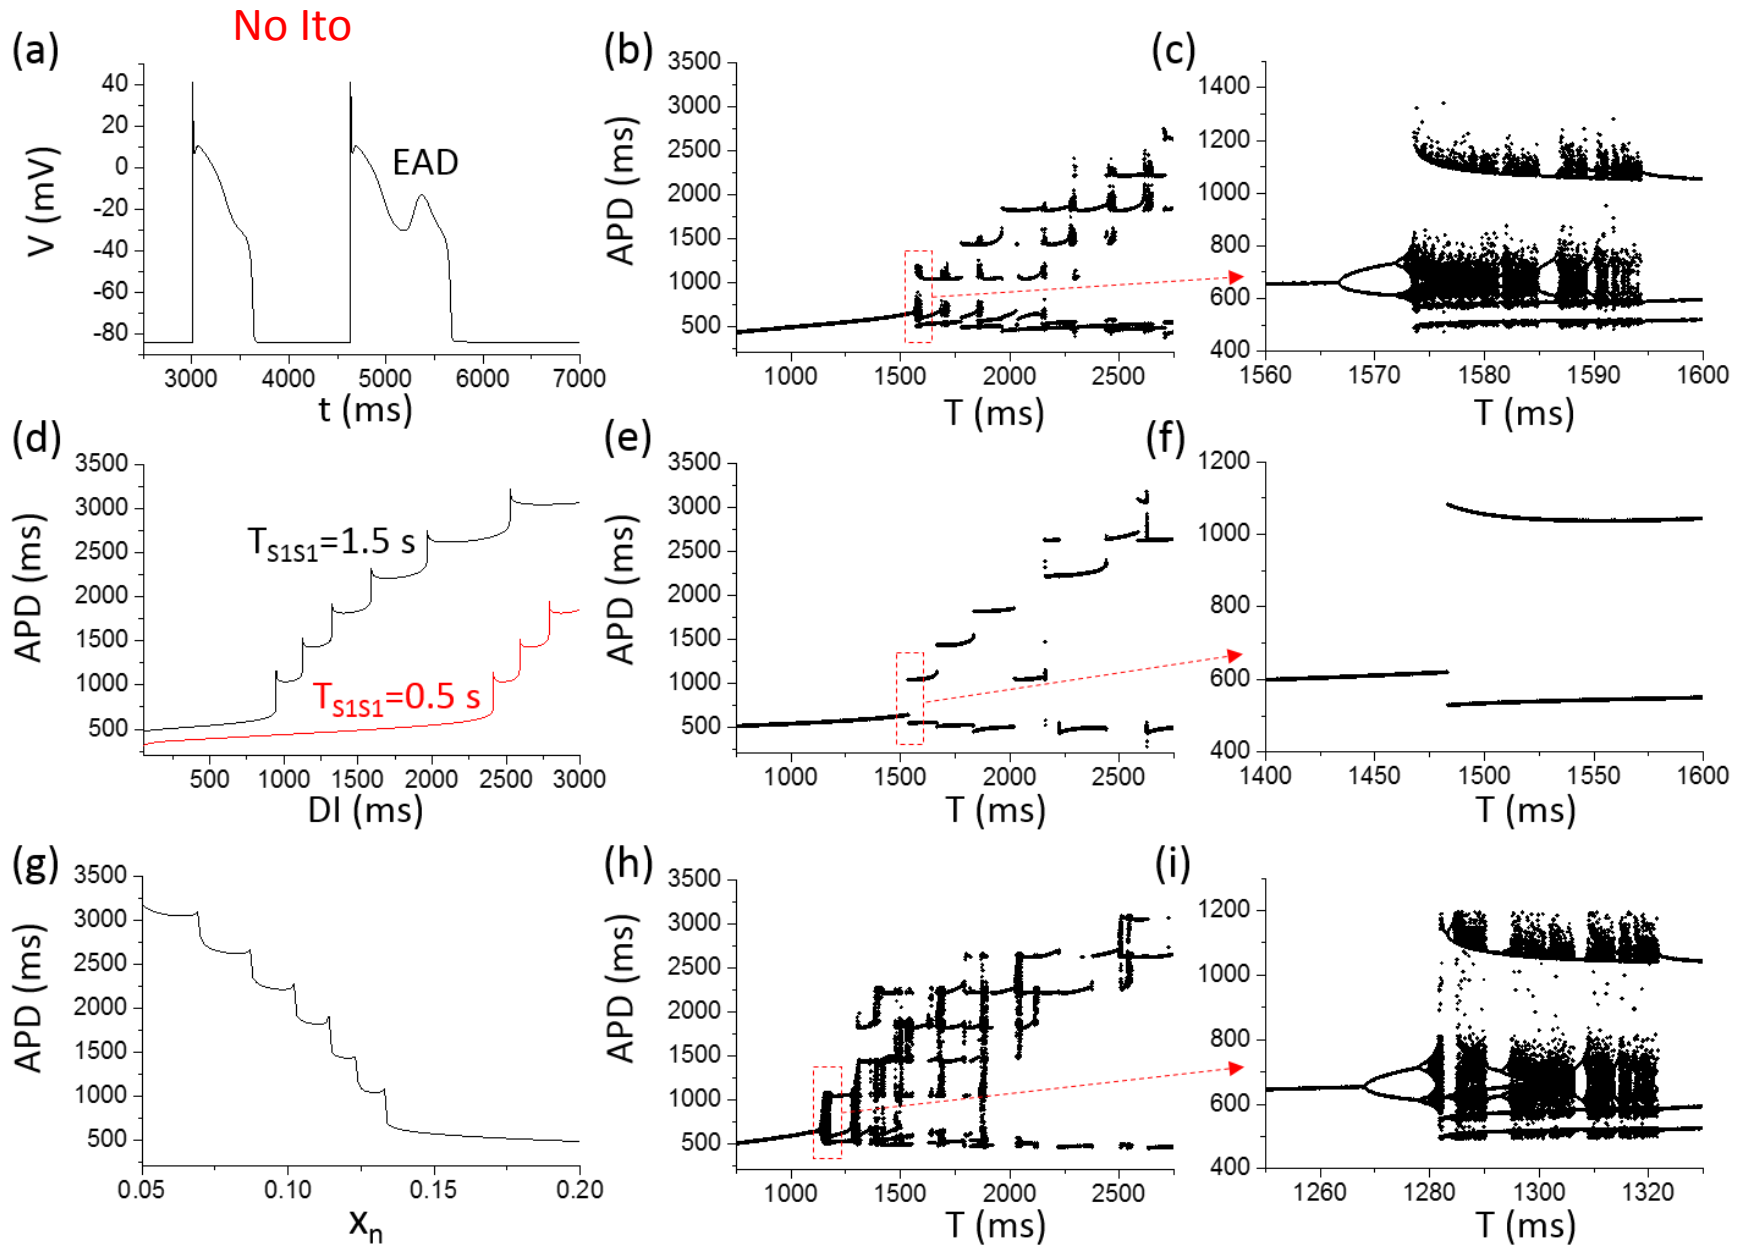 No Ito
(a)
V (mV)
40
20
0
-20
-40
-60
-80
EAD
3000 4000 5000 6000 7000
t (ms)
(b)
APD (ms)
3500
3000
2500
2000
1500
1000
500
1000 1500 2000 2500
T (ms)
(c)
1400
1200
1000
800
600
400
1560 1570 1580 1590 1600
T (ms)
(d)
APD (ms)
3500
3000
2500
2000
1500
1000
500
TS1S1=1.5 s
TS1S1=0.5 s
500 1000 1500 2000 2500 3000
DI (ms)
(e)
APD (ms)
3500
3000
2500
2000
1500
1000
500
1000 1500 2000 2500
T (ms)
(f)
1200
1000
800
600
400
1400 1450 1500 1550 1600
T (ms)
(g)
APD (ms)
3500
3000
2500
2000
1500
1000
500
0.05 0.10 0.15 0.20
xn
(h)
APD (ms)
3500
3000
2500
2000
1500
1000
500
1000 1500 2000 2500
T (ms)
(i)
1200
1000
800
600
400
1260 1280 1300 1320
T (ms)